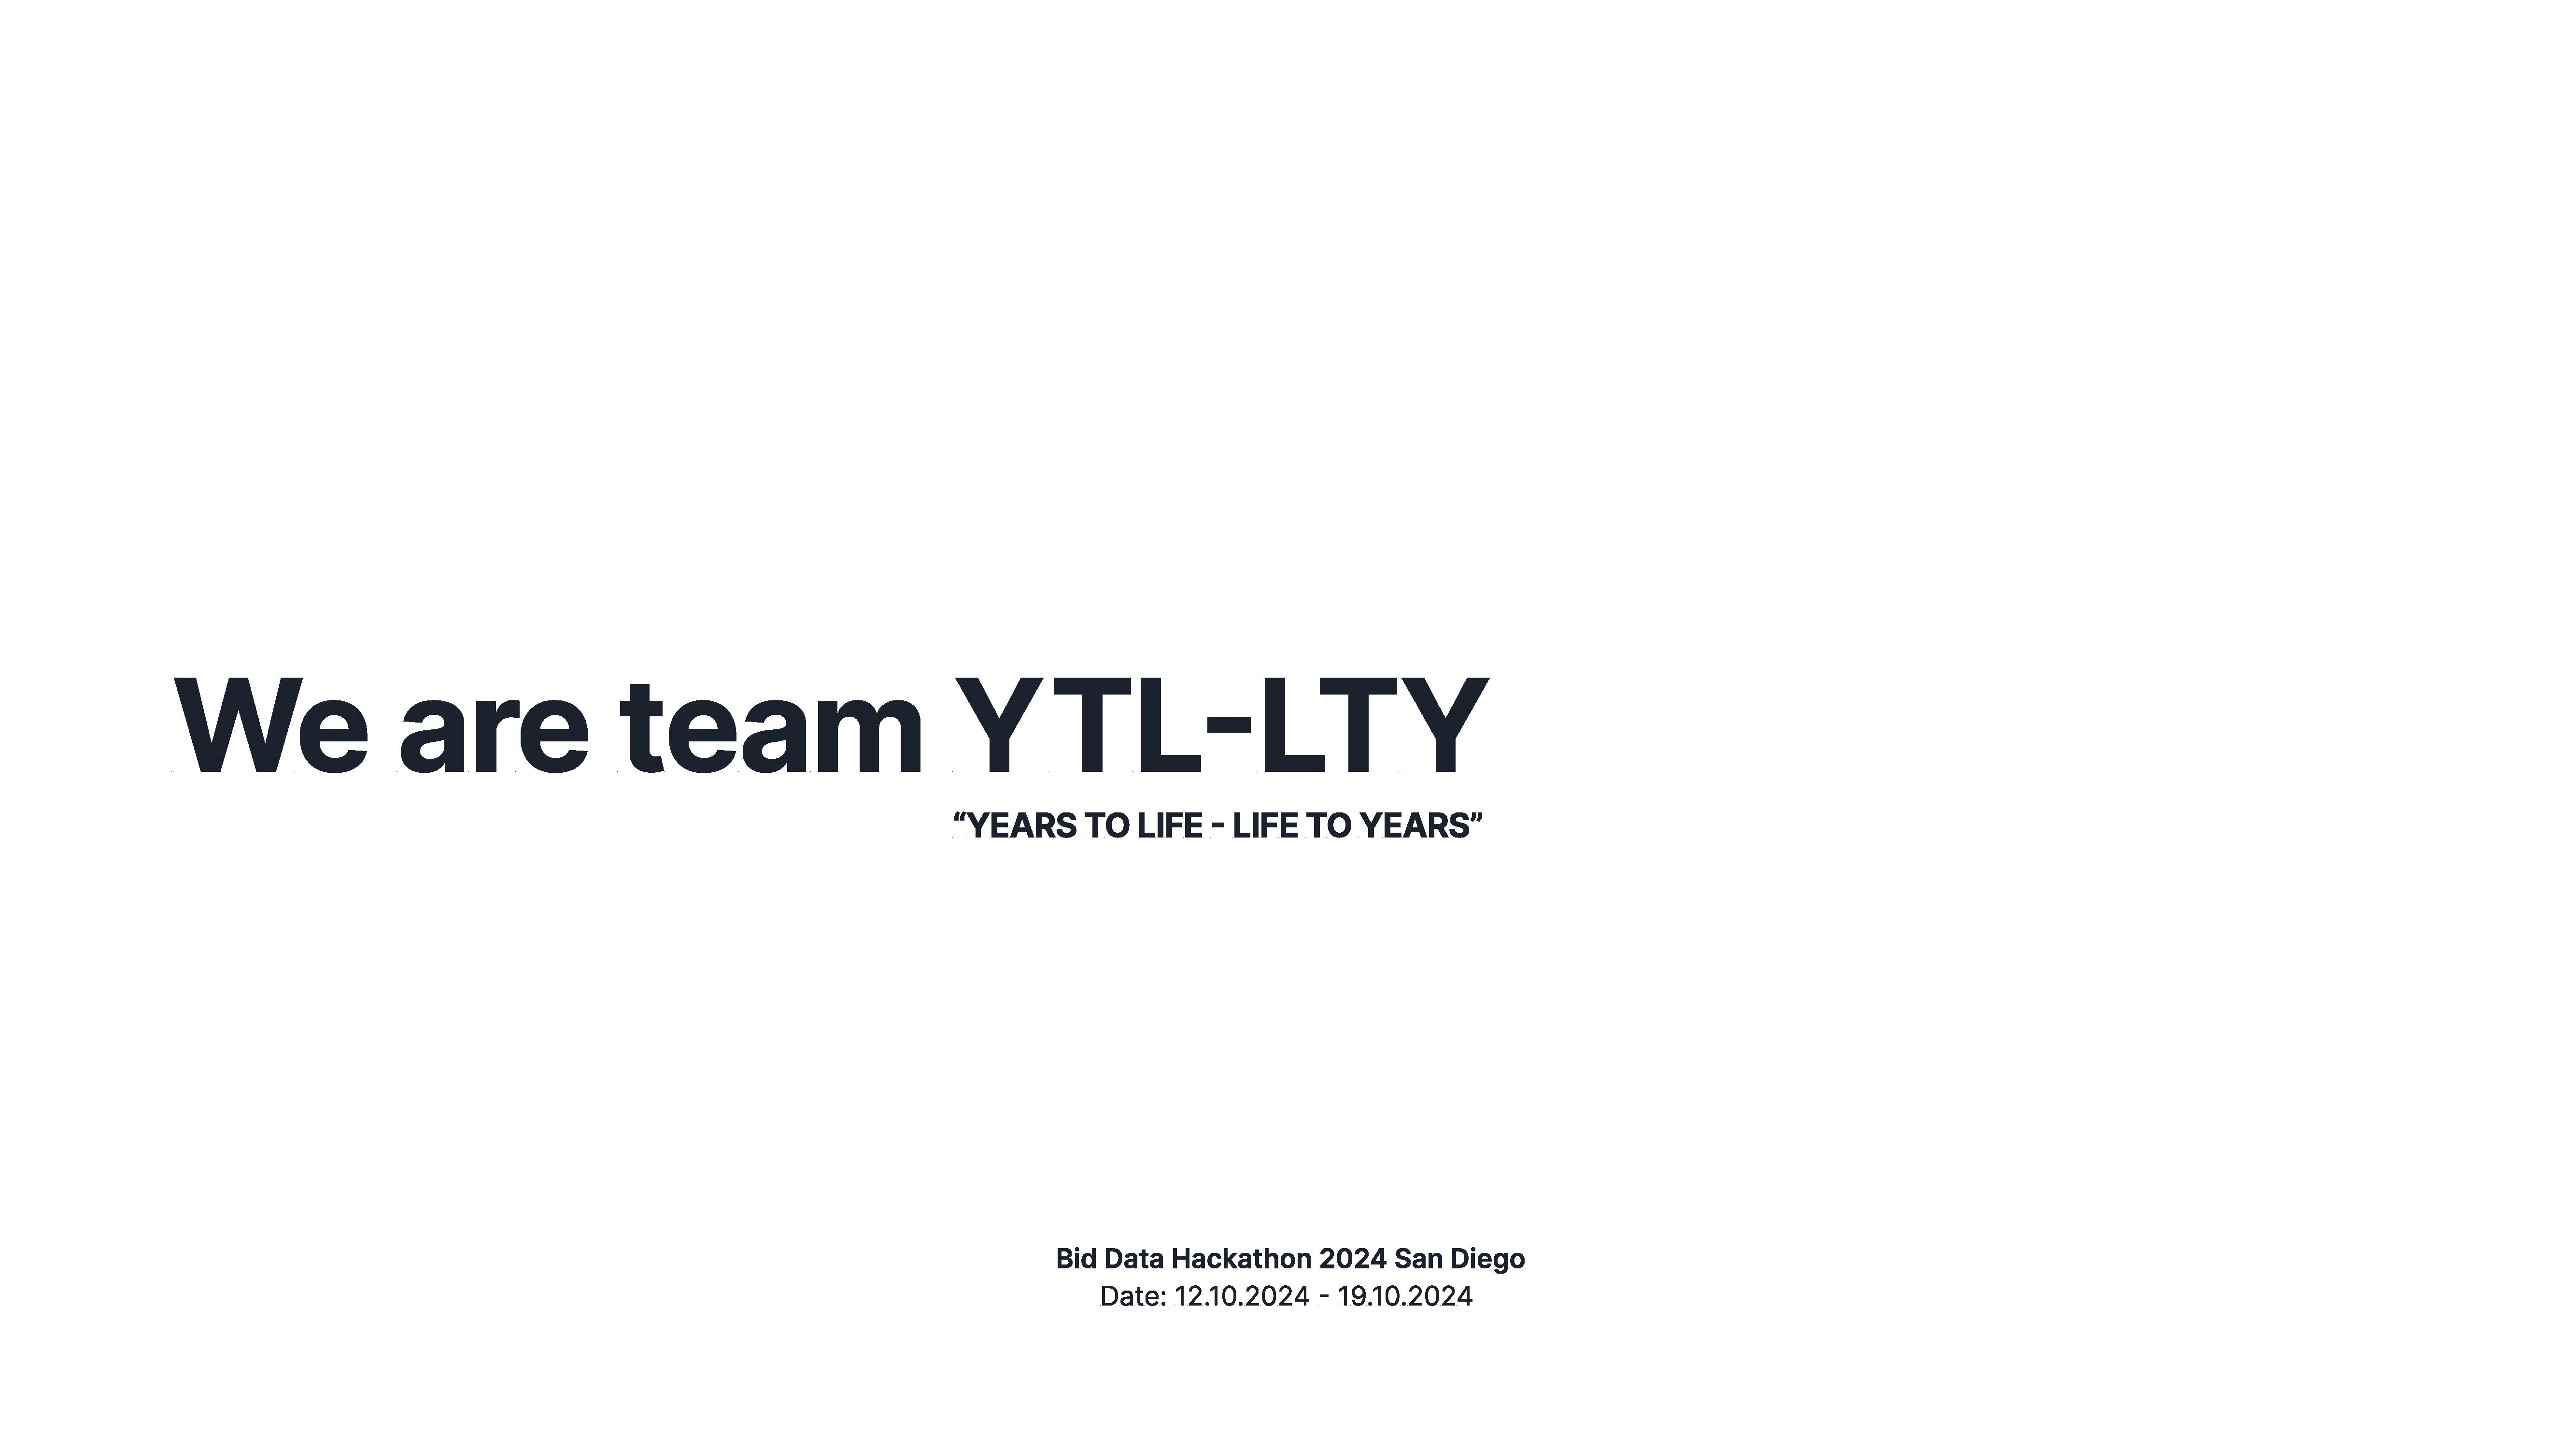 We are team YTL-LTY
“YEARS TO LIFE - LIFE TO YEARS”
Bid Data Hackathon 2024 San Diego
Date: 12.10.2024 - 19.10.2024